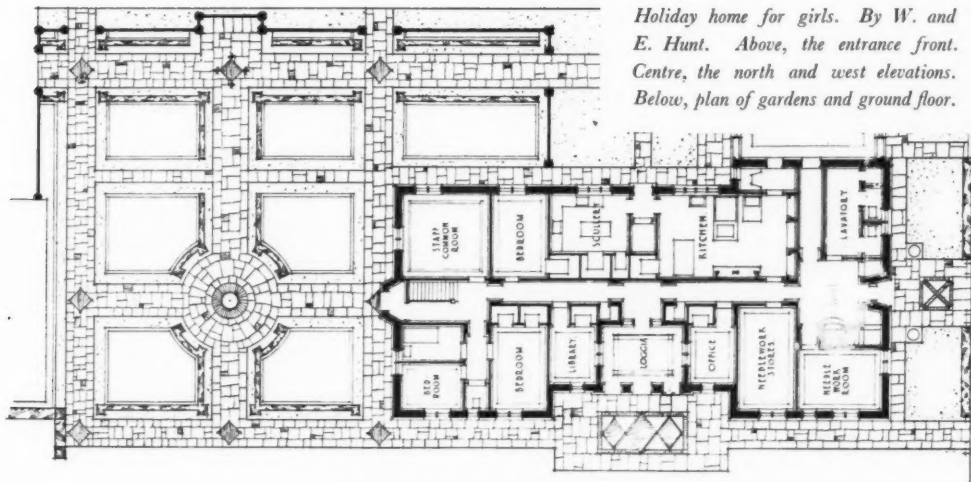 Holiday home for girls. By W. and
E. Hunt. Above, the entrance front.
Centre, the north and west elevations.
Below, plan of gardens and ground floor.
STAFF
COMMON
ROOM
BEDROOM
SCULLERY
KITCHEN
LAVATORY
BED
ROOM
BEDROOM
LIBRARY
LOGGIA
OFFICE
NEEDLEWORK
STORES
NEEDLE
WORK
ROOM